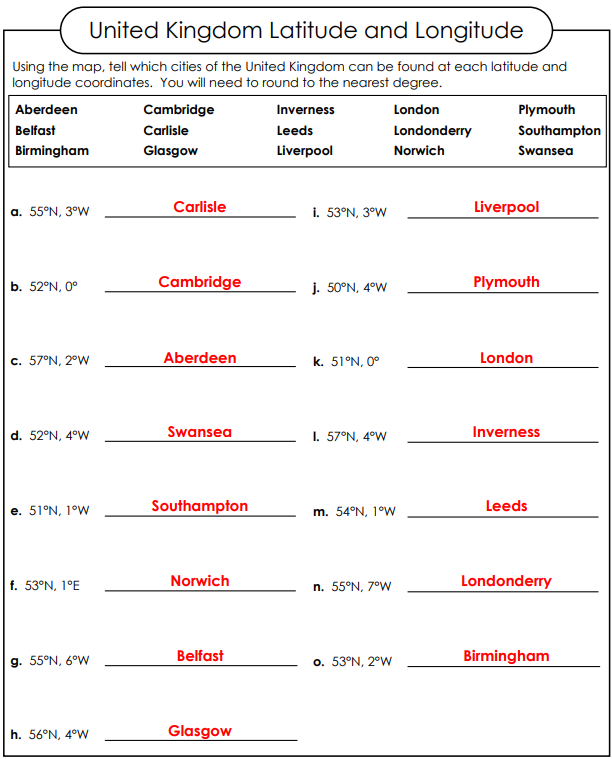 United Kingdom Latitude and Longitude
Using the map, tell which cities of the United Kingdom can be found at each latitude and
longitude coordinates. You will need to round to the nearest degree.
Aberdeen Cambridge Inverness London Plymouth
Belfast Carlisle Leeds Londonderry Southampton
Birmingham Glasgow Liverpool Norwich Swansea
a. 55°N, 3°W Carlisle i. 53°N, 3°W Liverpool
b. 52°N, 0° Cambridge j. 50°N, 4°W Plymouth
c. 57°N, 2°W Aberdeen k. 51°N, 0° London
d. 52°N, 4°W Swansea l. 57°N, 4°W Inverness
e. 51°N, 1°W Southampton m. 54°N, 1°W Leeds
f. 53°N, 1°E Norwich n. 55°N, 7°W Londonderry
g. 55°N, 6°W Belfast o. 53°N, 2°W Birmingham
h. 56°N, 4°W Glasgow